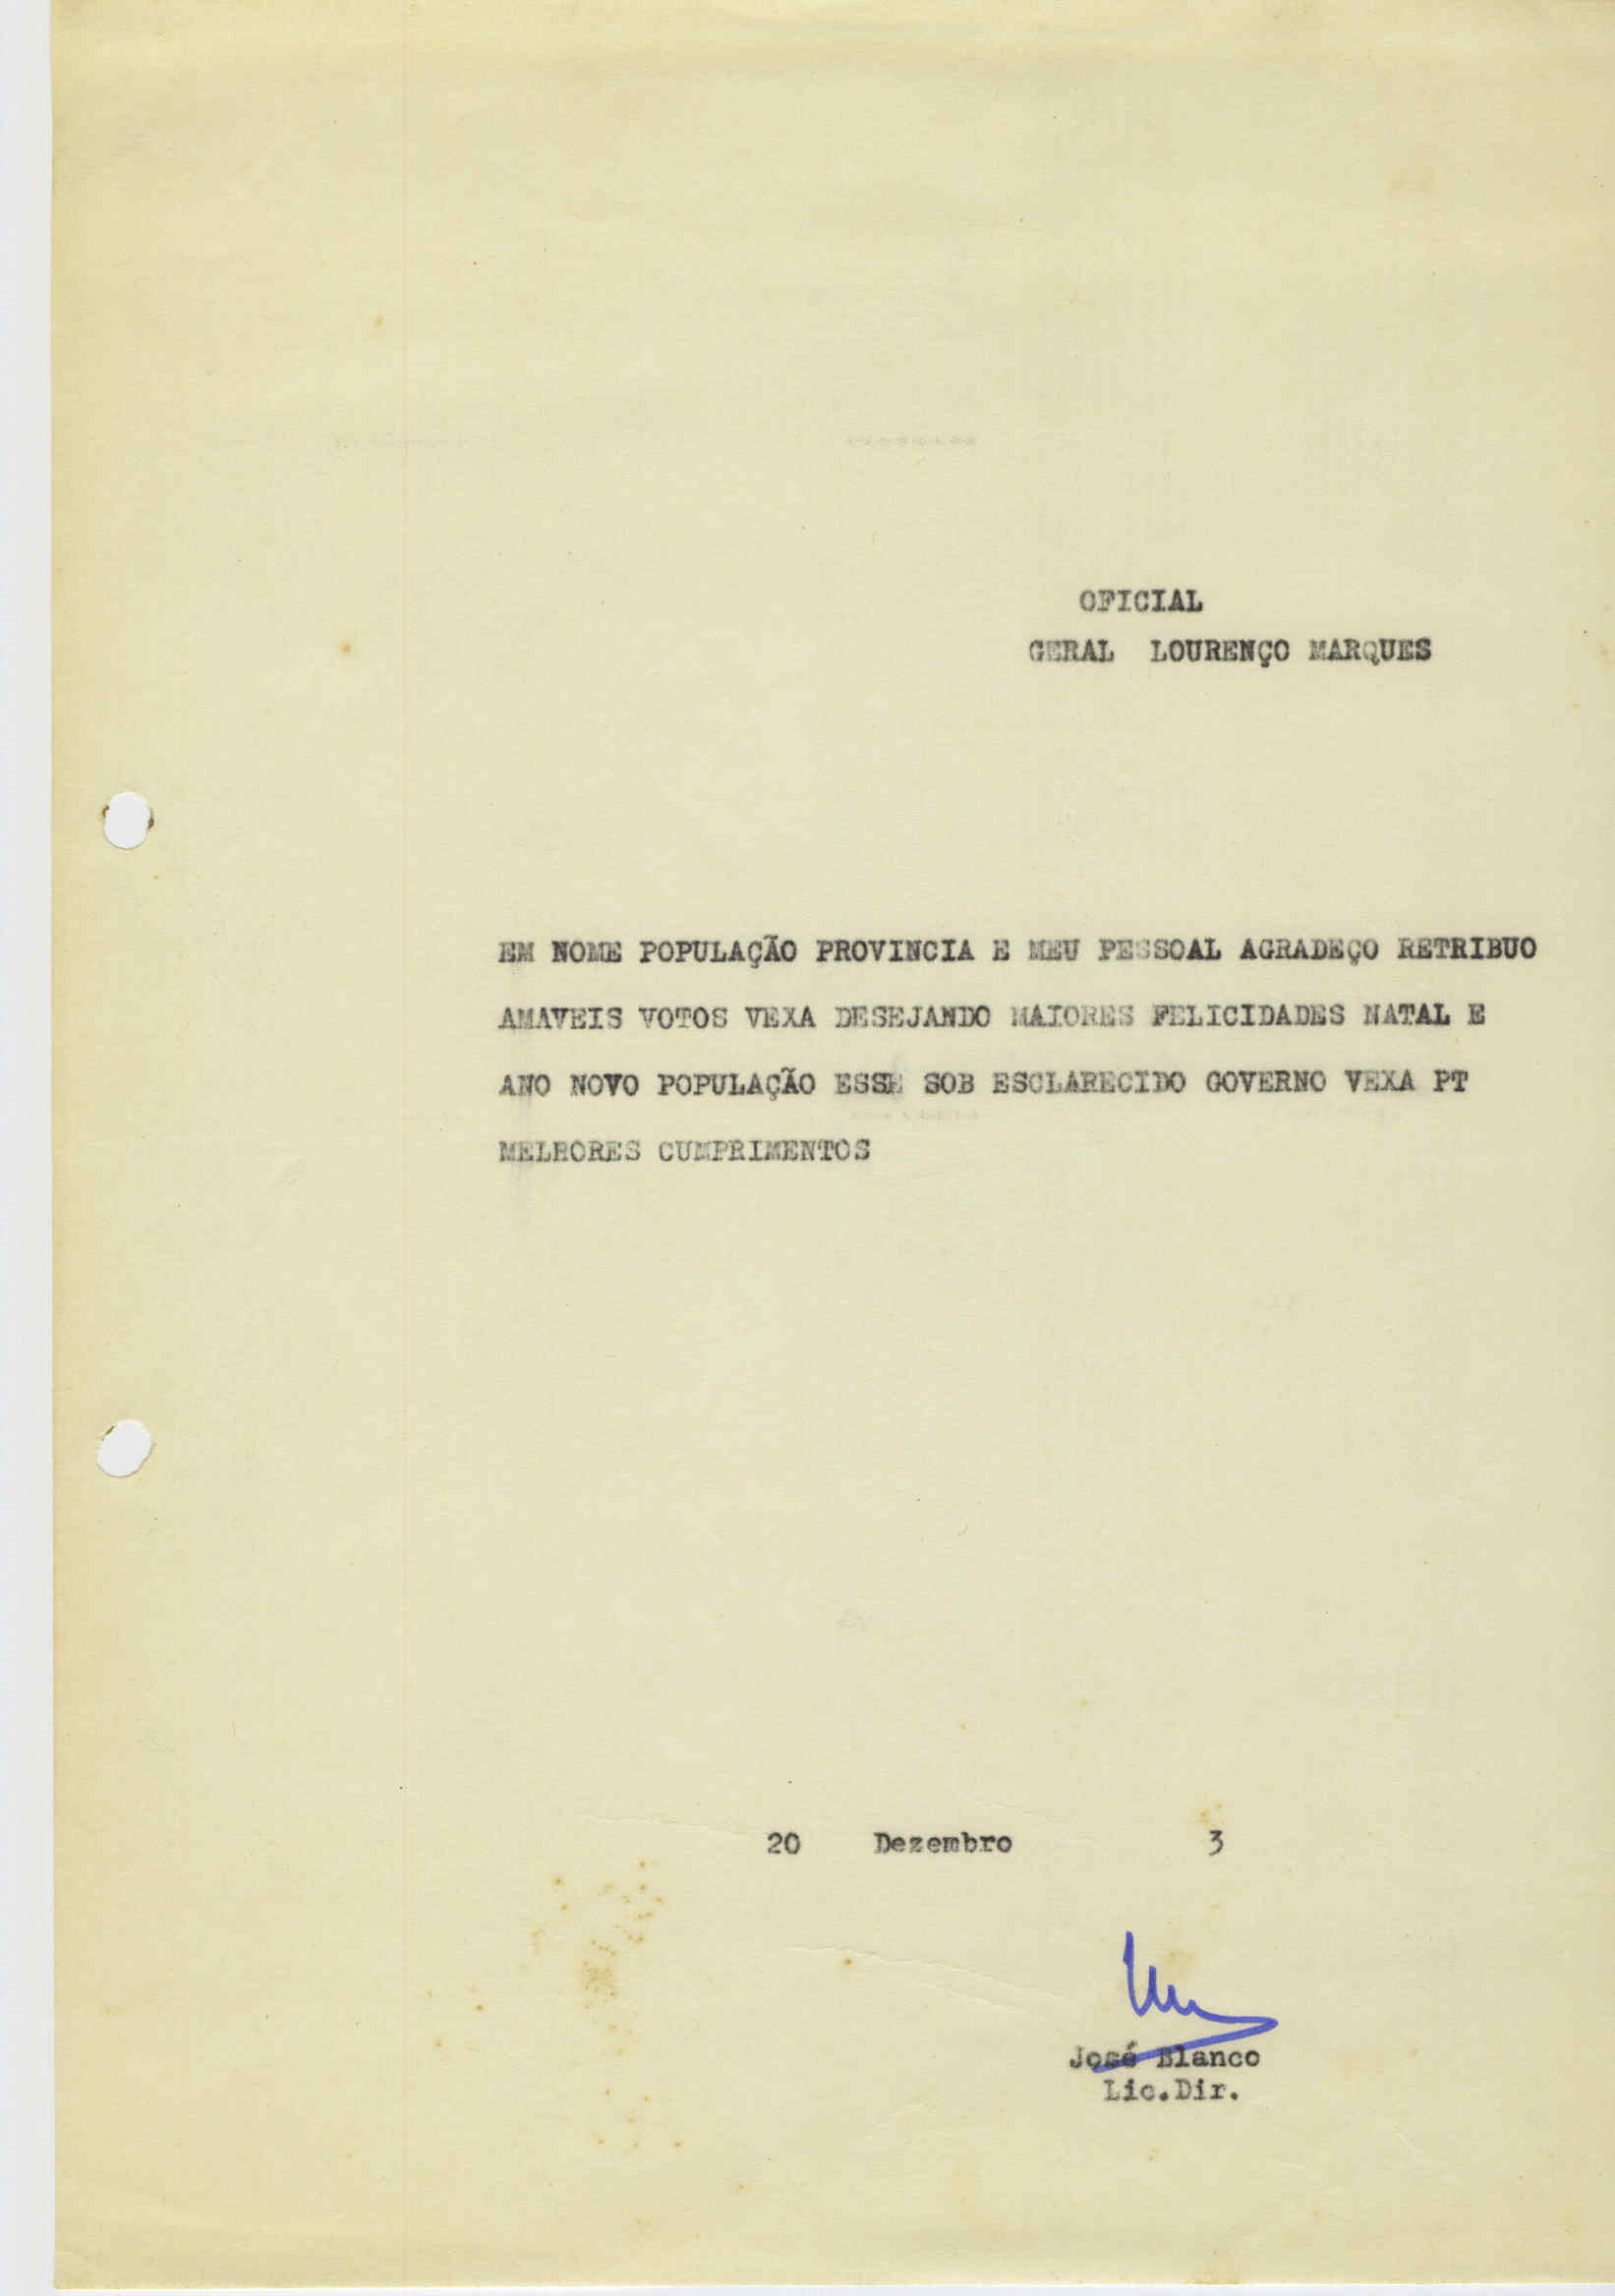 OFICIAL
GERAL LOURENÇO MARQUES
EM NOME POPULAÇÃO PROVINCIA E MEU PESSOAL AGRADEÇO RETRIBUO
AMAVEIS VOTOS VEXA DESEJANDO MAIORES FELICIDADES NATAL E
ANO NOVO POPULAÇÃO ESSE SOB ESCLARECIDO GOVERNO VEXA PT
MELHORES CUMPRIMENTOS
20 Dezembro 3
José Blanco
Lic.Dir.